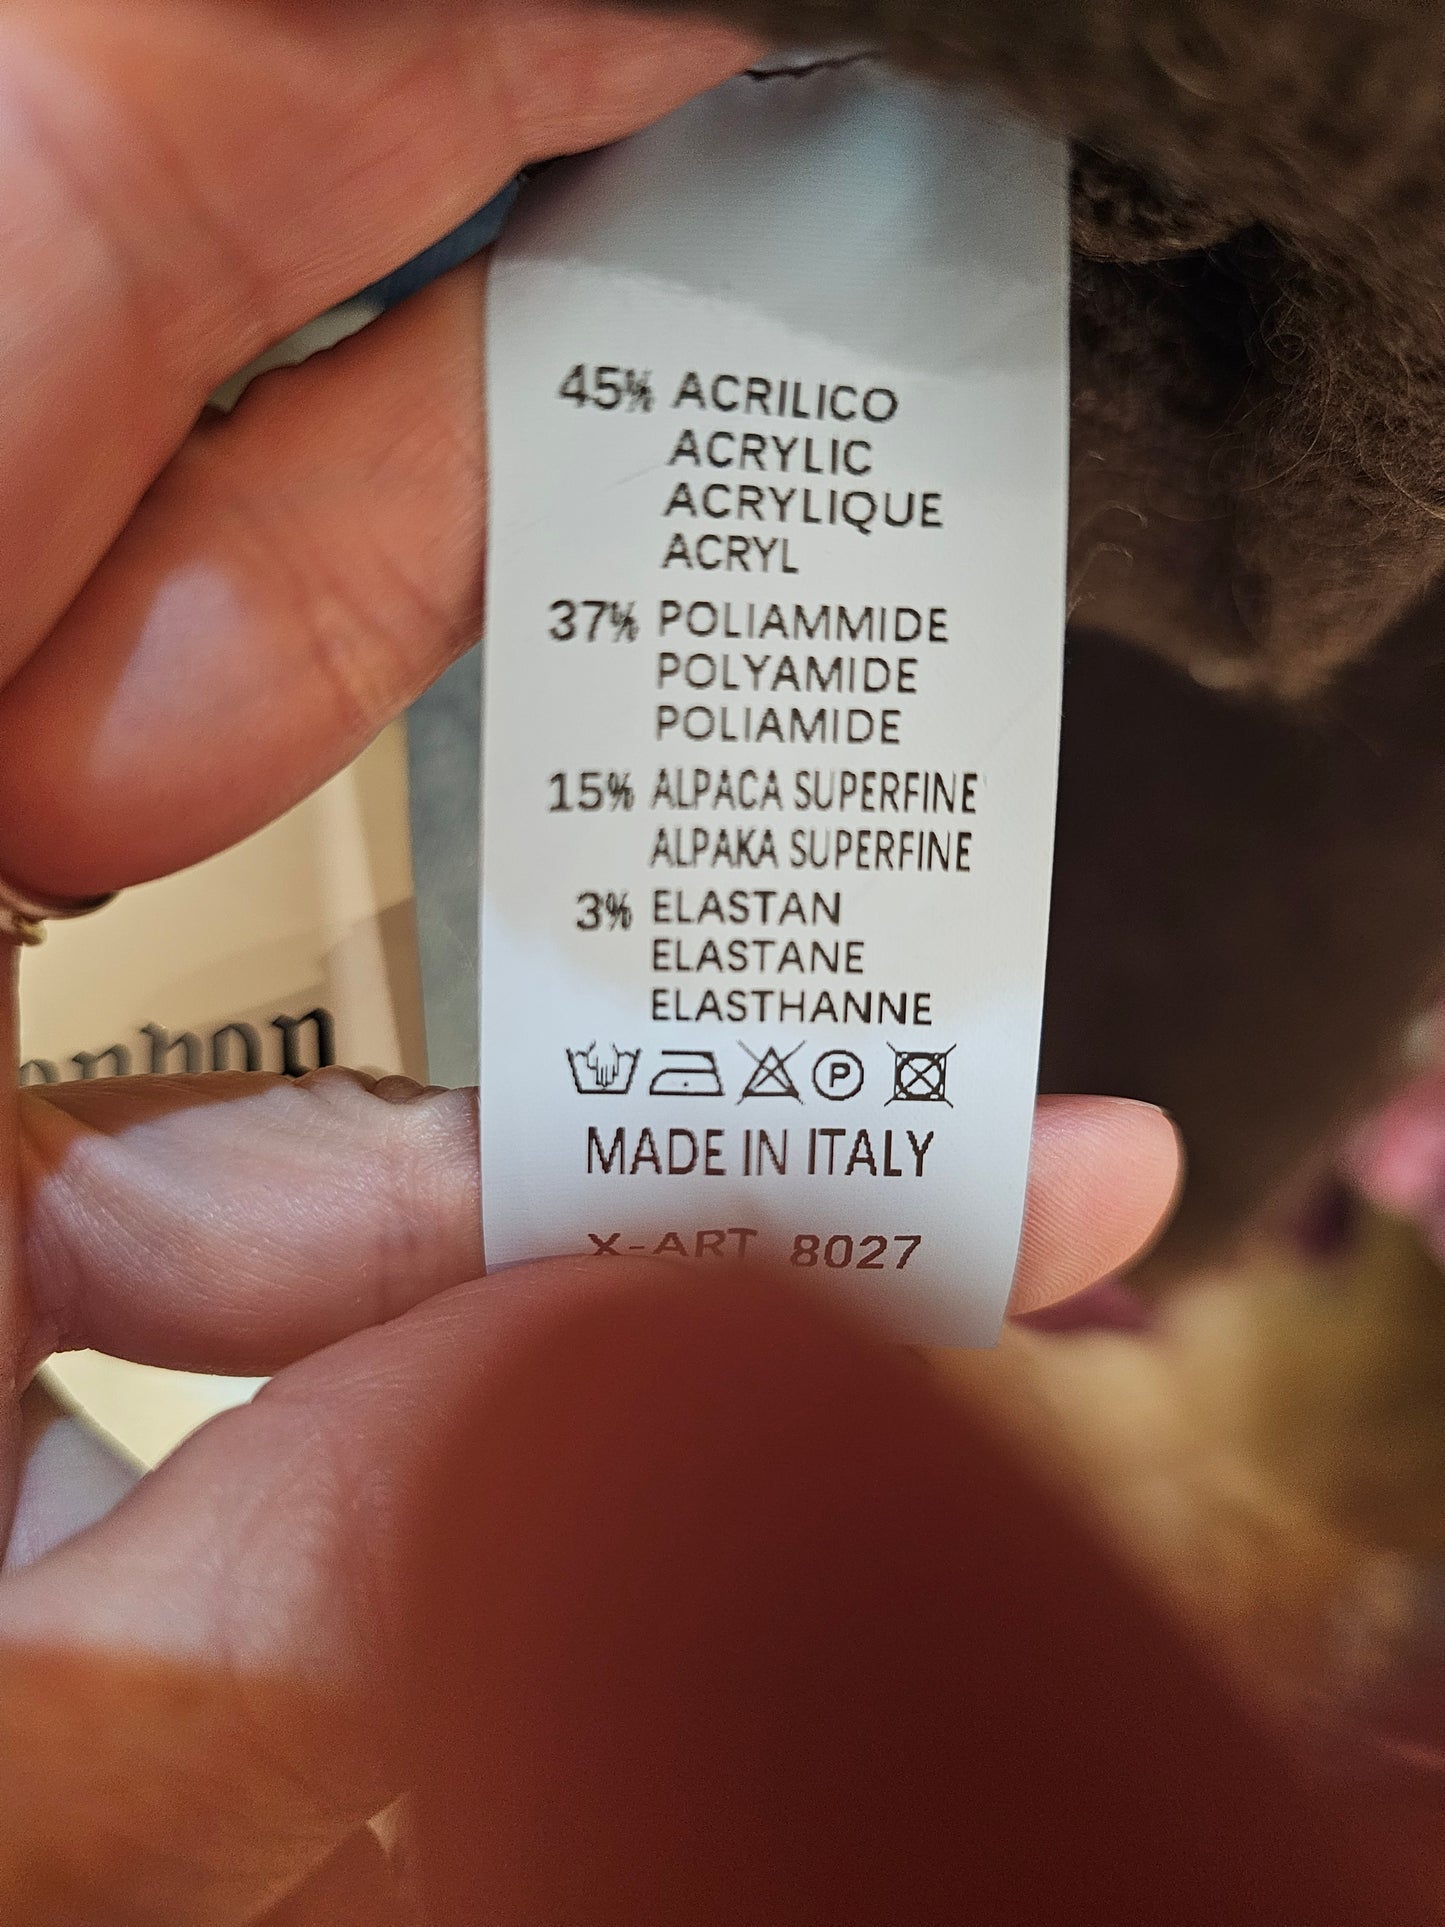 45% ACRILICO
ACRYLIC
ACRYLIQUE
ACRYL
37% POLIAMMIDE
POLYAMIDE
POLIAMIDE
15% ALPACA SUPERFINE
ALPAKA SUPERFINE
3% ELASTAN
ELASTANE
ELASTHANNE
P
MADE IN ITALY
X-ART 8027